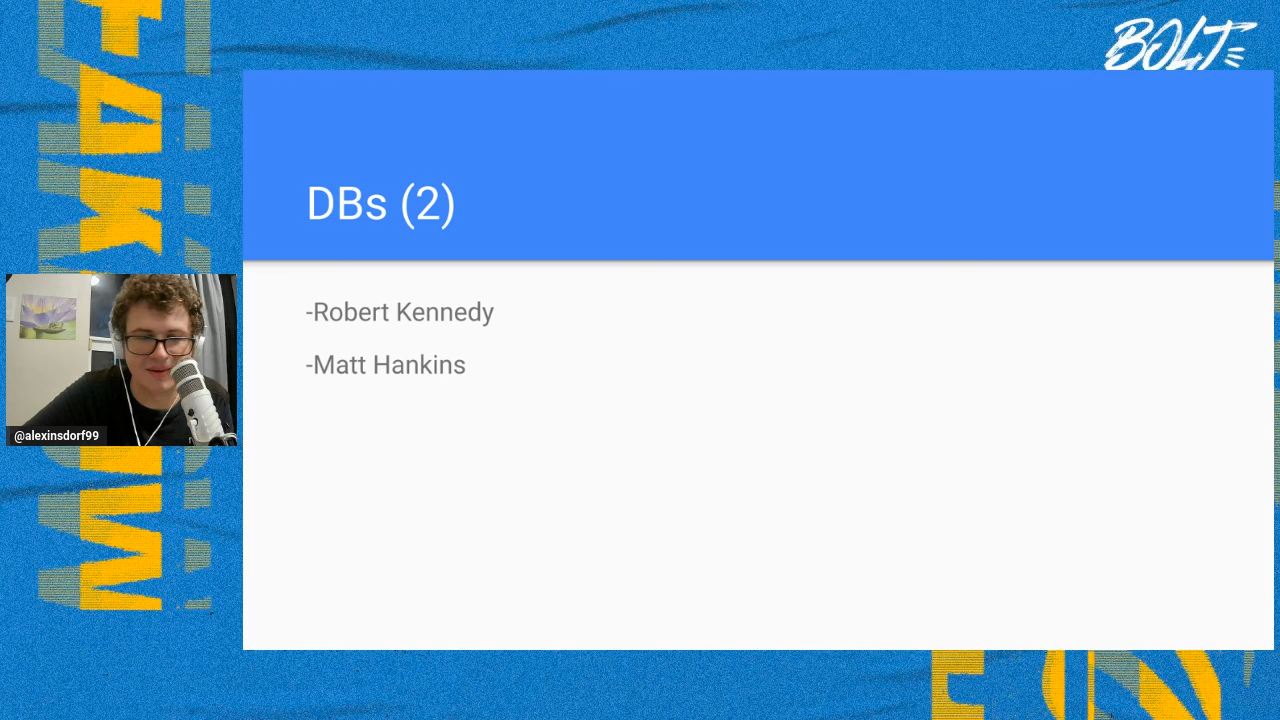 BOLT
DBs (2)
-Robert Kennedy
-Matt Hankins
@alexinsdorf99